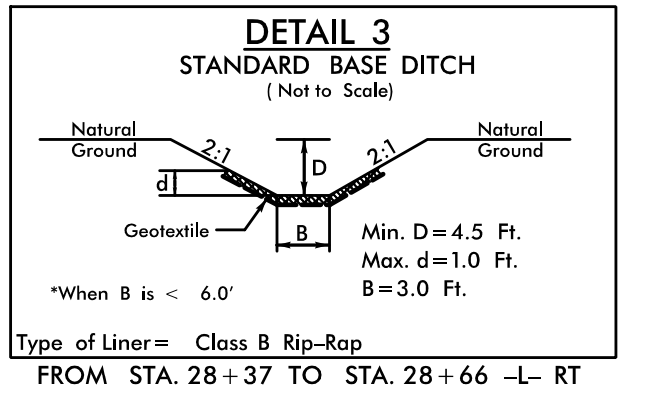 DETAIL 3
STANDARD BASE DITCH
( Not to Scale)
Natural
Ground
2:1
D
2:1
Natural
Ground
d
Geotextile
B
Min. D=4.5 Ft.
Max. d=1.0 Ft.
B=3.0 Ft.
*When B is < 6.0'
Type of Liner= Class B Rip-Rap
FROM STA. 28+37 TO STA. 28+66 -L- RT